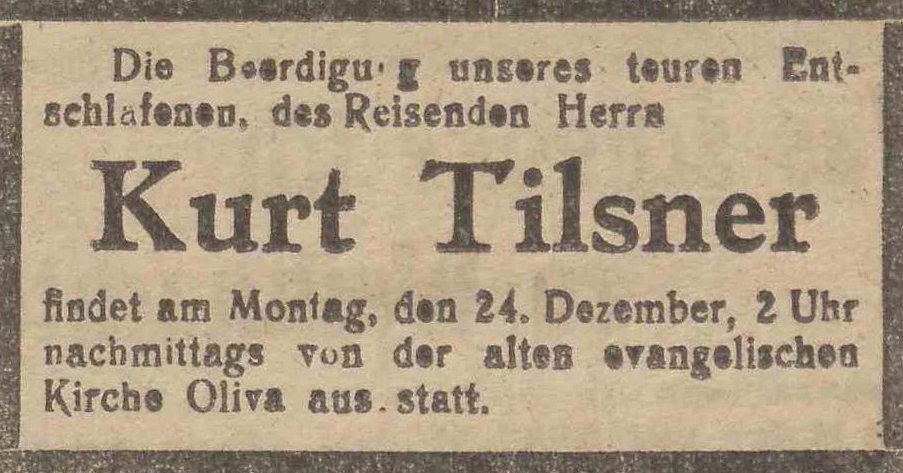 Die Beerdigung unseres teuren Ent-
schlafenen, des Reisenden Herrn
Kurt Tilsner
findet am Montag, den 24. Dezember, 2 Uhr
nachmittags von der alten evangelischen
Kirche Oliva aus statt.